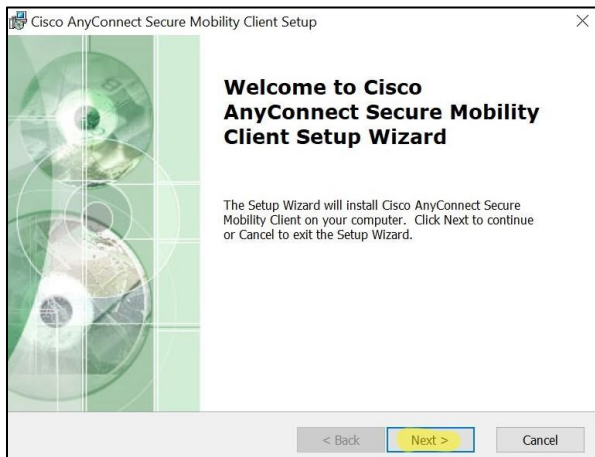 Cisco AnyConnect Secure Mobility Client Setup
Welcome to Cisco
AnyConnect Secure Mobility
Client Setup Wizard
The Setup Wizard will install Cisco AnyConnect Secure
Mobility Client on your computer. Click Next to continue
or Cancel to exit the Setup Wizard.
< Back Next > Cancel